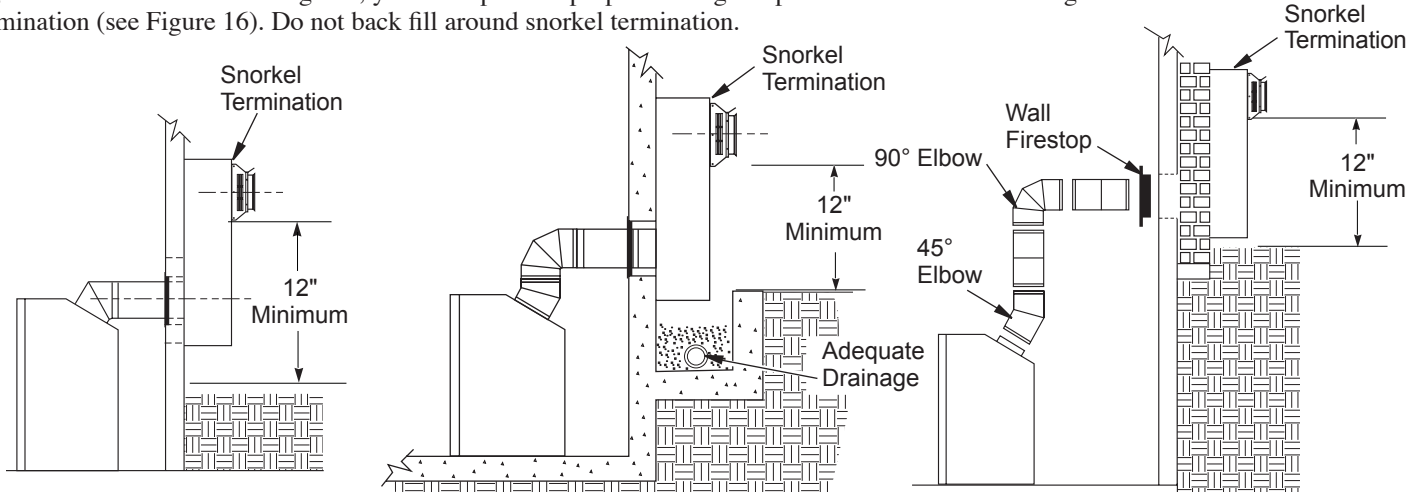 mination (see Figure 16). Do not back fill around snorkel termination.
Snorkel
Termination
12"
Minimum
Snorkel
Termination
12"
Minimum
Adequate
Drainage
Snorkel
Termination
Wall
Firestop
90° Elbow
45°
Elbow
12"
Minimum